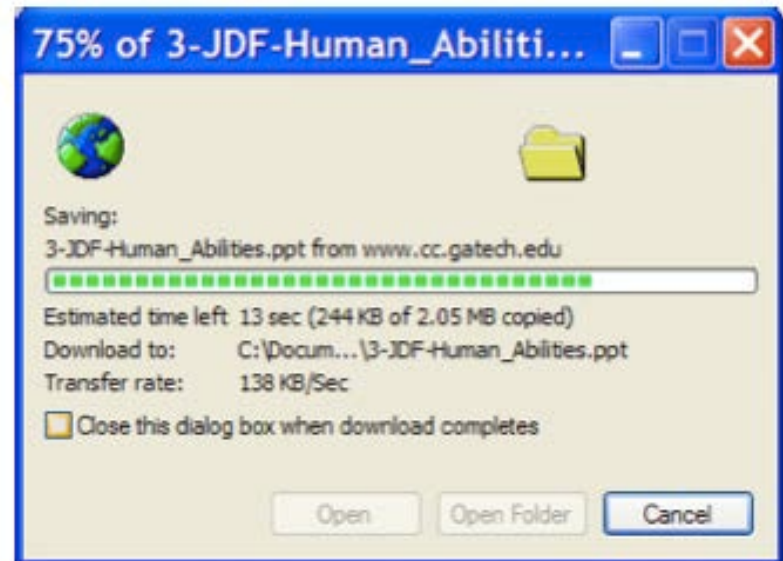 75% of 3-JDF-Human_Abiliti...
Saving:
3-JDF-Human_Abilities.ppt from www.cc.gatech.edu
Estimated time left 13 sec (244 KB of 2.05 MB copied)
Download to: C:\Docum...\3-JDF-Human_Abilities.ppt
Transfer rate: 138 KB/Sec
Close this dialog box when download completes
Open Open Folder Cancel